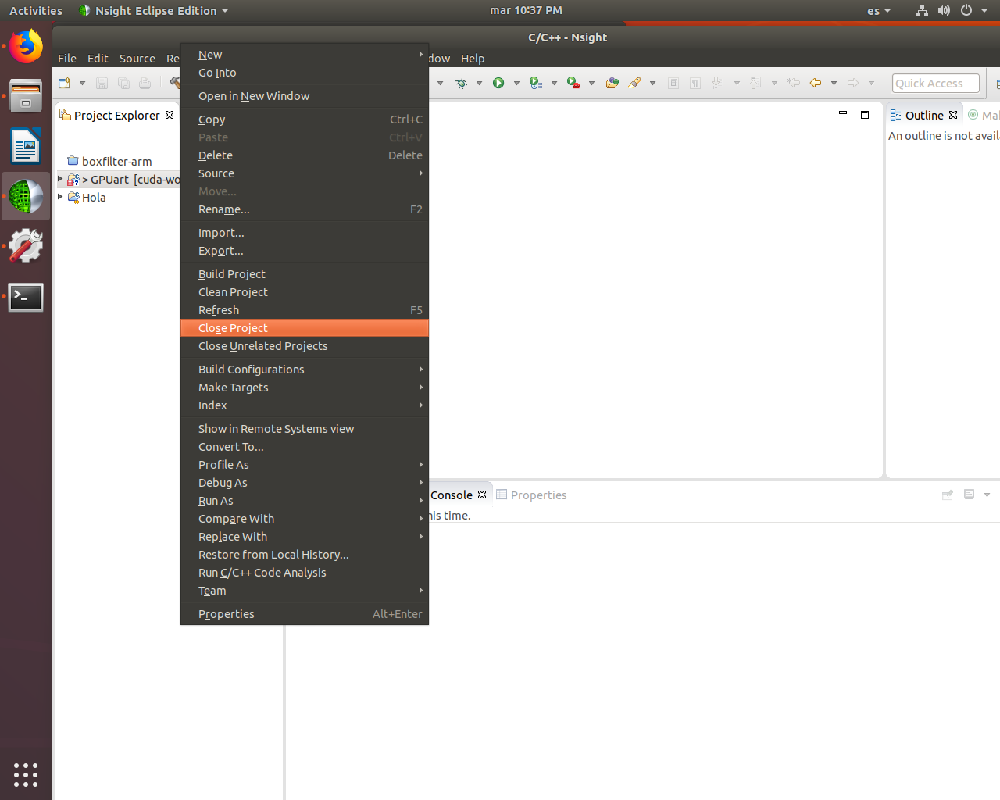 Activities Nsight Eclipse Edition mar 10:37 PM es
C/C++ - Nsight
File Edit Source Re dow Help
Quick Access
Project Explorer
boxfilter-arm
> GPUart [cuda-wo
Hola
New
Go Into
Open in New Window
Copy Ctrl+C
Paste Ctrl+V
Delete Delete
Source
Move...
Rename... F2
Import...
Export...
Build Project
Clean Project
Refresh F5
Close Project
Close Unrelated Projects
Build Configurations
Make Targets
Index
Show in Remote Systems view
Convert To...
Profile As
Debug As
Run As
Compare With
Replace With
Restore from Local History...
Run C/C++ Code Analysis
Team
Properties Alt+Enter
Outline Mak
An outline is not availa
Console Properties
his time.